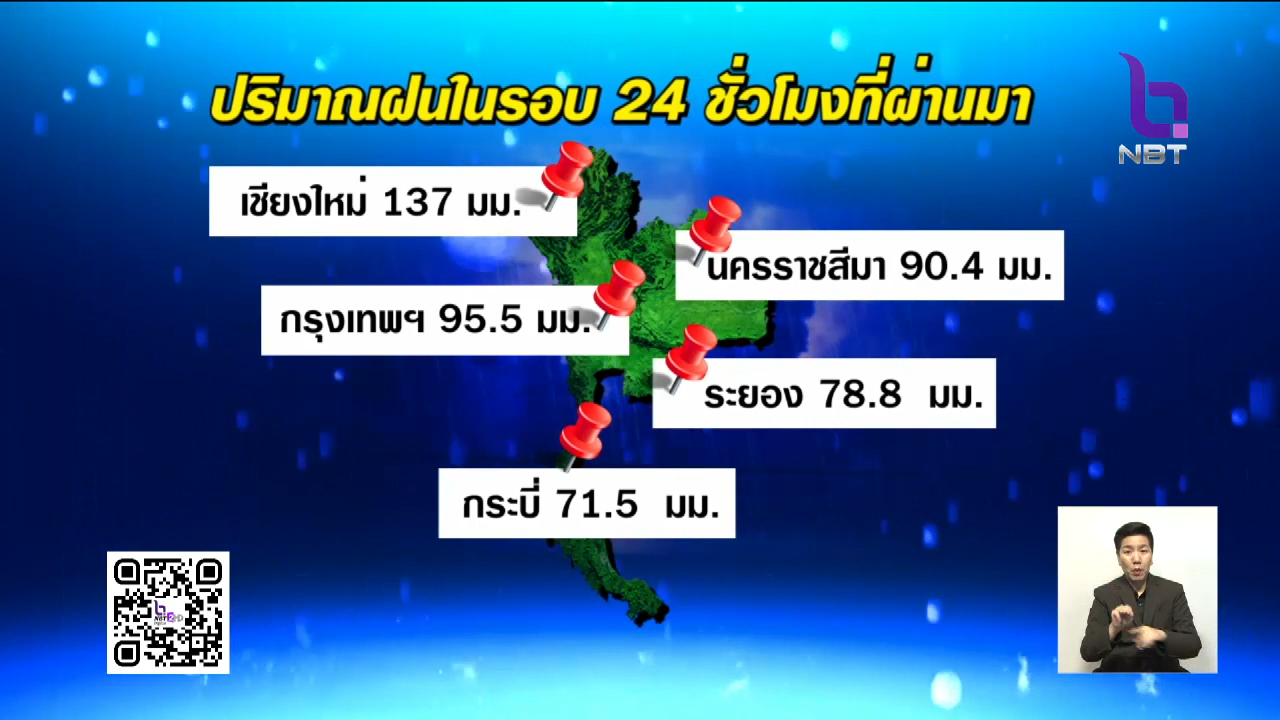 ปริมาณฝนในรอบ 24 ชั่วโมงที่ผ่านมา
NBT
เชียงใหม่ 137 มม.
นครราชสีมา 90.4 มม.
กรุงเทพฯ 95.5 มม.
ระยอง 78.8 มม.
กระบี่ 71.5 มม.